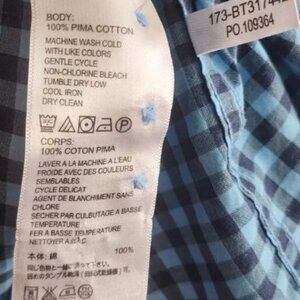 BODY:
100% PIMA COTTON
MACHINE WASH COLD
WITH LIKE COLORS
GENTLE CYCLE
NON-CHLORINE BLEACH
TUMBLE DRY LOW
COOL IRON
DRY CLEAN
CORPS:
100% COTON PIMA
LAVER A LA MACHINE A L'EAU
FROIDE AVEC DES COULEURS
SEMBLABLES
CYCLE DELICAT
AGENT DE BLANCHIMENT SANS
CHLORE
SECHER PAR CULBUTAGE A BASSE
TEMPERATURE
FER A BASSE TEMPERATURE
NETTOYER A
本体: 綿 100%
PO.109364